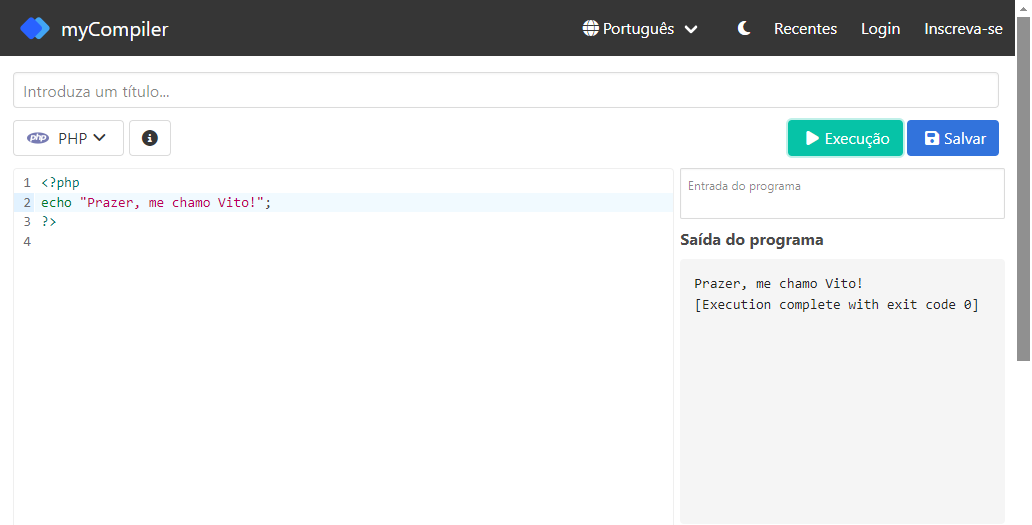 myCompiler
Português
Recentes
Login
Inscreva-se
Introduza um título...
php PHP
Execução
Salvar
1 <?php
2 echo "Prazer, me chamo Vito!";
3 ?>
4
Entrada do programa
Saída do programa
Prazer, me chamo Vito!
[Execution complete with exit code 0]